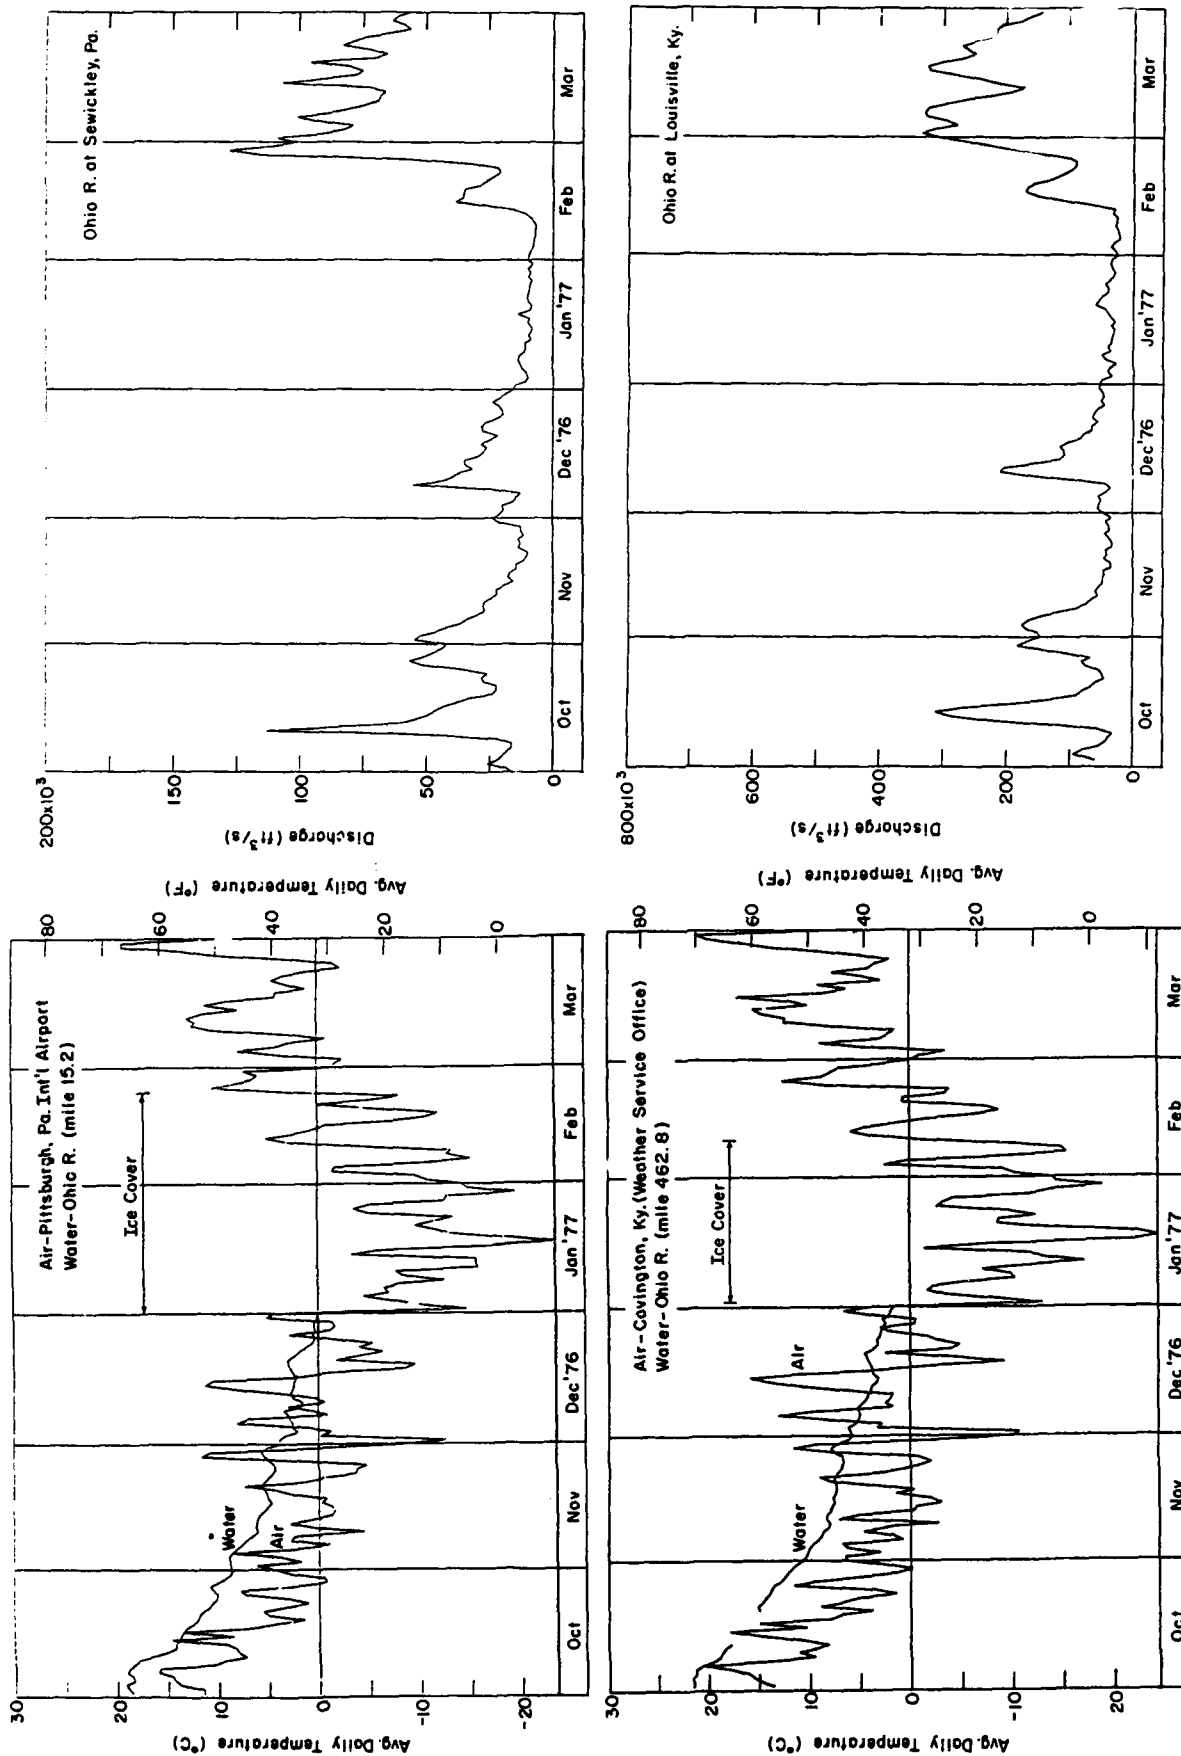 Air-Pittsburgh, Pa. Int'l Airport
Water-Ohio R. (mile 15.2)
Ice Cover
Water
Air
Avg. Daily Temperature (°C)
30
20
10
0
-10
-20
Oct
Nov
Dec '76
Jan '77
Feb
Mar
80
60
40
20
0
Avg. Daily Temperature (°F)
Ohio R. at Sewickley, Pa.
Discharge (ft³/s)
200x10³
150
100
50
0
Oct
Nov
Dec '76
Jan '77
Feb
Mar
Air-Covington, Ky. (Weather Service Office)
Water-Ohio R. (mile 462.8)
Ice Cover
Air
Water
Avg. Daily Temperature (°C)
30
20
10
0
-10
Oct
Nov
Dec '76
Jan '77
Feb
Mar
80
60
40
20
0
Avg. Daily Temperature (°F)
Ohio R. at Louisville, Ky.
Discharge (ft³/s)
800x10³
600
400
200
0
Oct
Nov
Dec '76
Jan '77
Feb
Mar